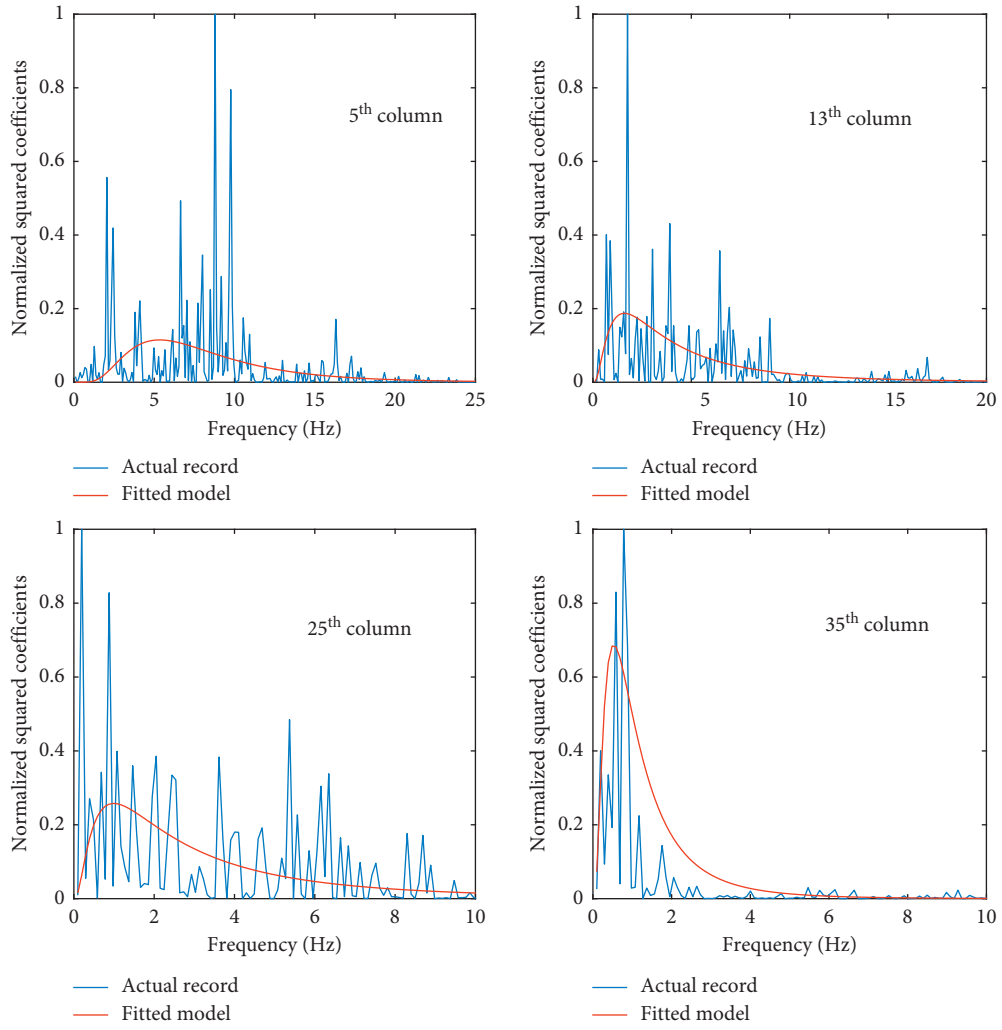 Normalized squared coefficients
1
0.8
0.6
0.4
0.2
0
0 5 10 15 20 25
Frequency (Hz)
5th column
Actual record
Fitted model
Normalized squared coefficients
1
0.8
0.6
0.4
0.2
0
0 5 10 15 20
Frequency (Hz)
13th column
Actual record
Fitted model
Normalized squared coefficients
1
0.8
0.6
0.4
0.2
0
0 2 4 6 8 10
Frequency (Hz)
25th column
Actual record
Fitted model
Normalized squared coefficients
1
0.8
0.6
0.4
0.2
0
0 2 4 6 8 10
Frequency (Hz)
35th column
Actual record
Fitted model